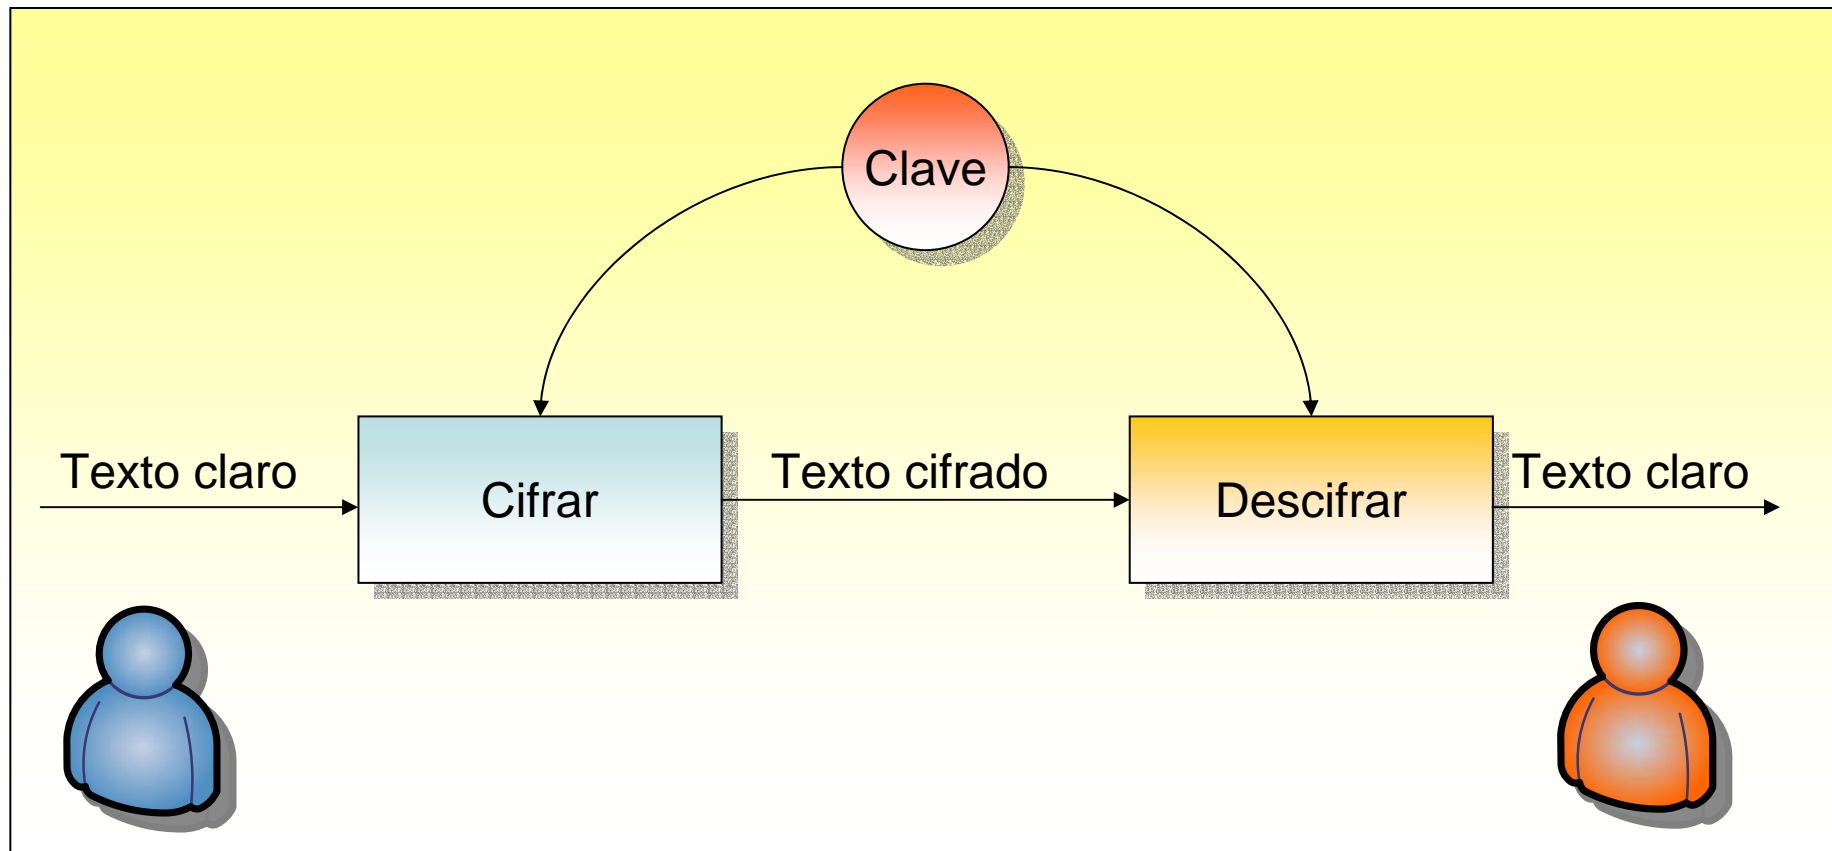 Clave
Texto claro
Cifrar
Texto cifrado
Descifrar
Texto claro